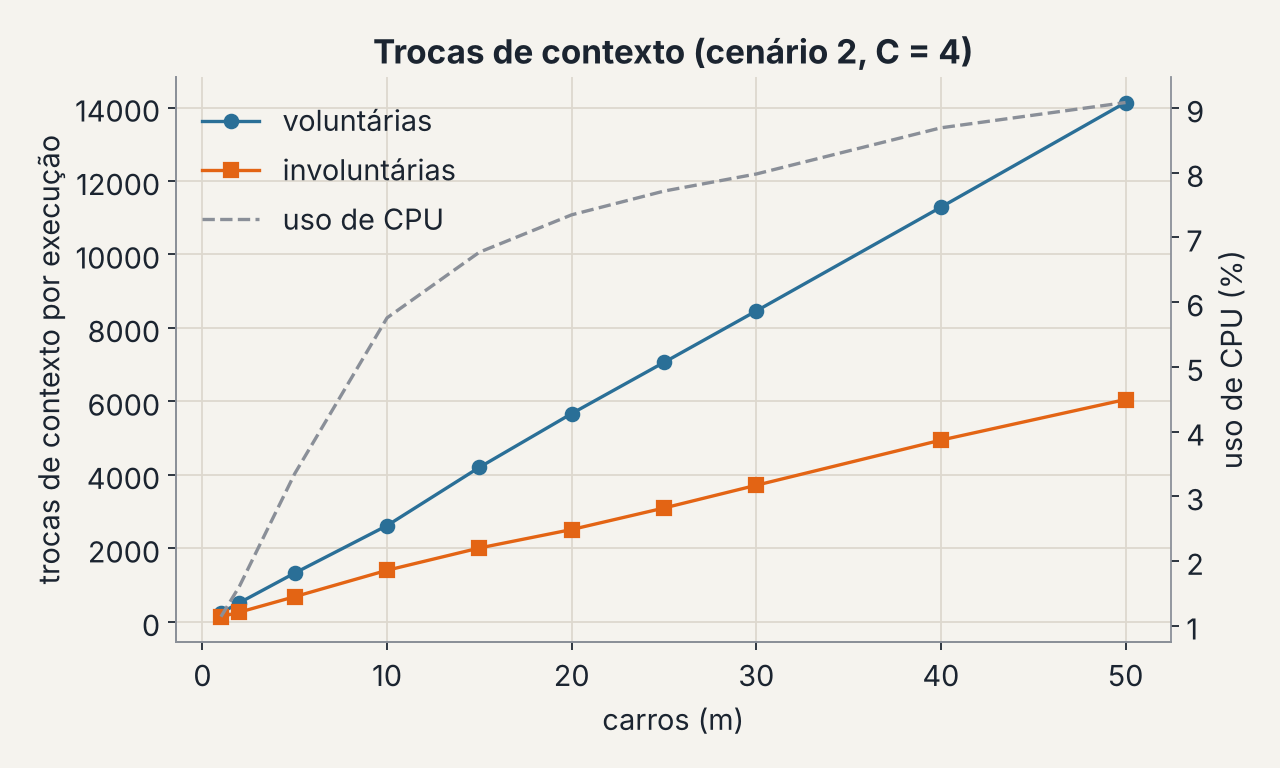 Trocas de contexto (cenário 2, C = 4)
voluntárias
involuntárias
uso de CPU
trocas de contexto por execução
14000
12000
10000
8000
6000
4000
2000
0
9
8
7
6
5
4
3
2
1
uso de CPU (%)
0 10 20 30 40 50
carros (m)